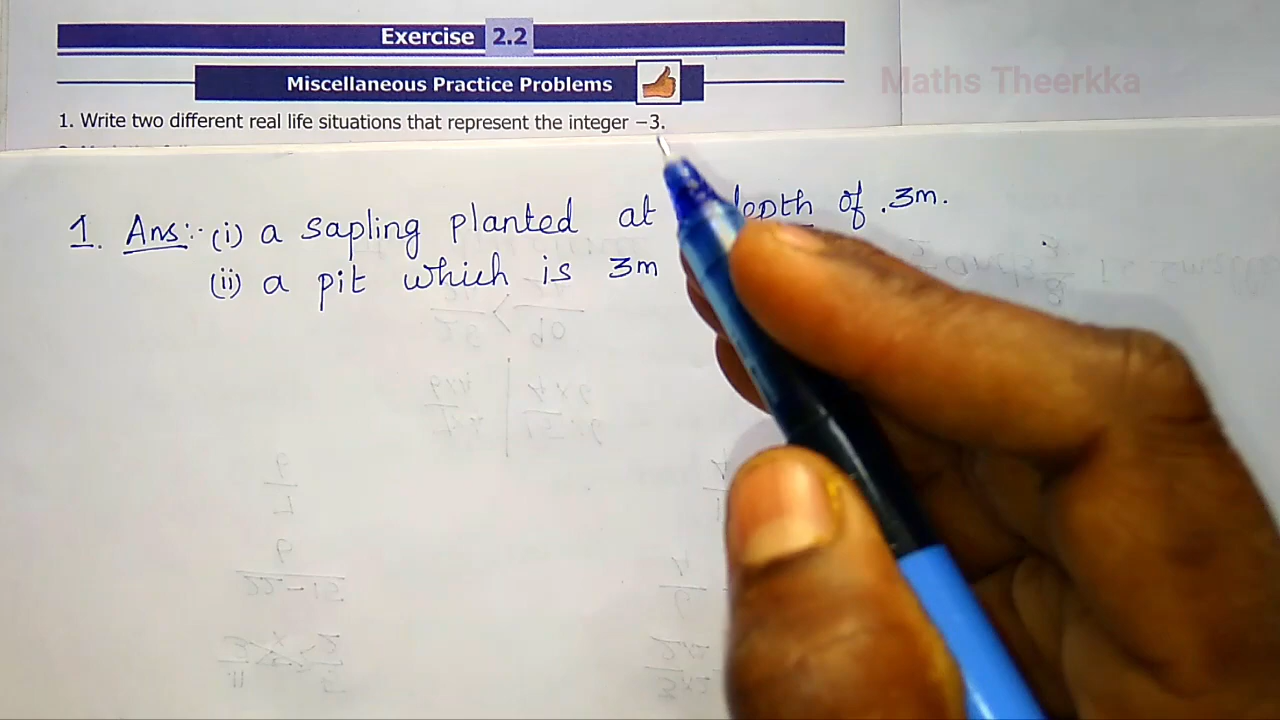 Exercise 2.2
Miscellaneous Practice Problems
Maths Theerkka
1. Write two different real life situations that represent the integer −3.
1. Ans:- (i) a sapling planted at depth of 3m.
(ii) a pit which is 3m